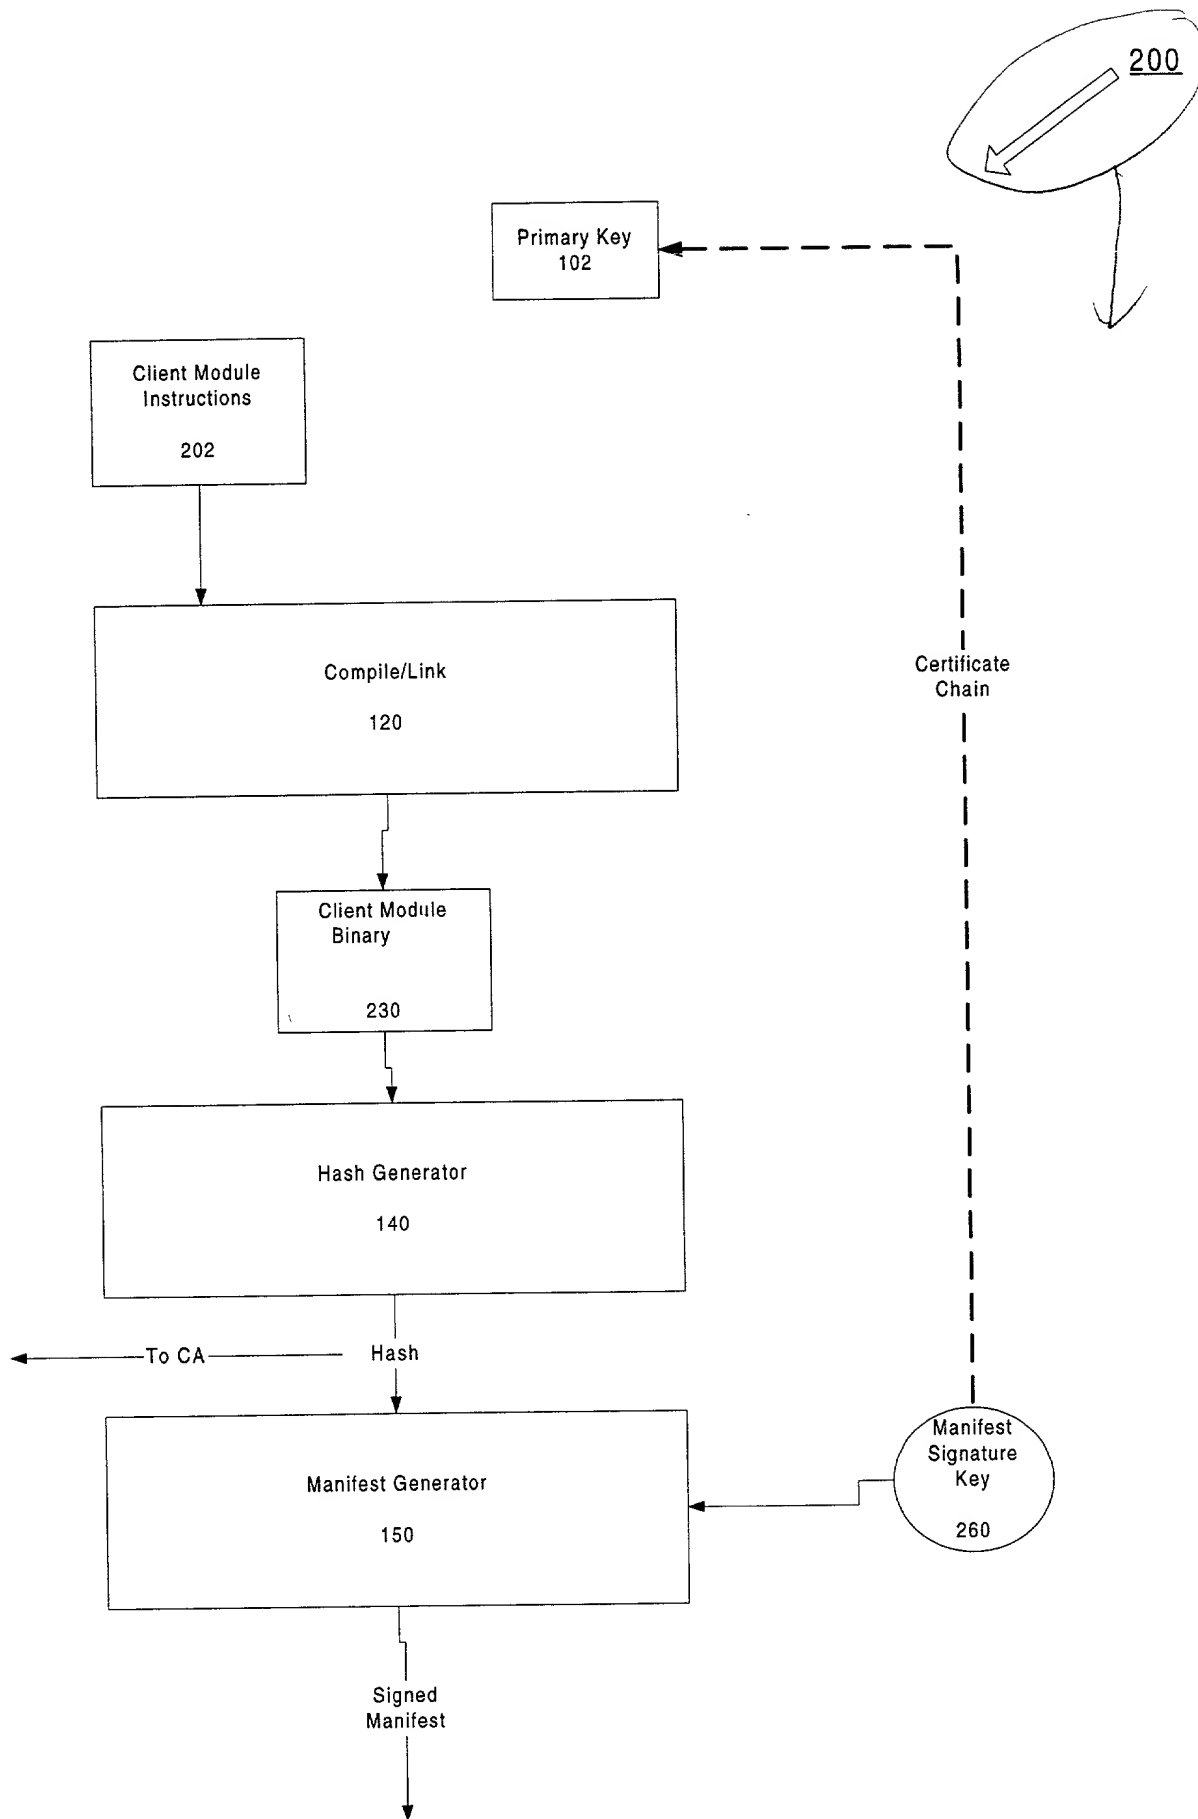 200
Primary Key
102
Client Module
Instructions
202
Compile/Link
120
Certificate
Chain
Client Module
Binary
230
Hash Generator
140
To CA
Hash
Manifest Generator
150
Manifest
Signature
Key
260
Signed
Manifest